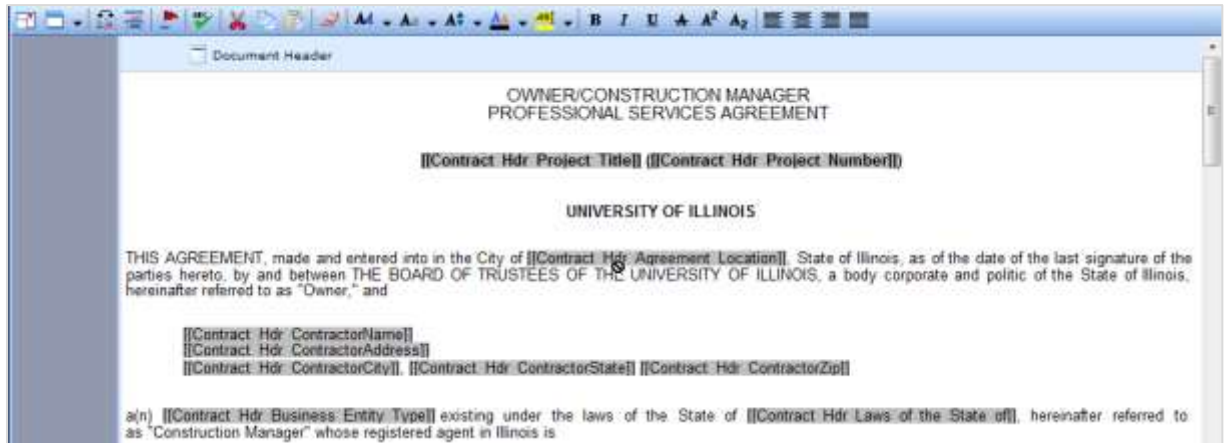 Document Header
OWNER/CONSTRUCTION MANAGER
PROFESSIONAL SERVICES AGREEMENT
[[Contract Hdr Project Title]] ([[Contract Hdr Project Number]])
UNIVERSITY OF ILLINOIS
THIS AGREEMENT, made and entered into in the City of [[Contract Hdr Agreement Location]], State of Illinois, as of the date of the last signature of the
parties hereto, by and between THE BOARD OF TRUSTEES OF THE UNIVERSITY OF ILLINOIS, a body corporate and politic of the State of Illinois,
hereinafter referred to as "Owner," and
[[Contract Hdr ContractorName]]
[[Contract Hdr ContractorAddress]]
[[Contract Hdr ContractorCity]], [[Contract Hdr ContractorState]] [[Contract Hdr ContractorZip]]
a(n) [[Contract Hdr Business Entity Type]] existing under the laws of the State of [[Contract Hdr Laws of the State of]], hereinafter referred to
as "Construction Manager" whose registered agent in Illinois is